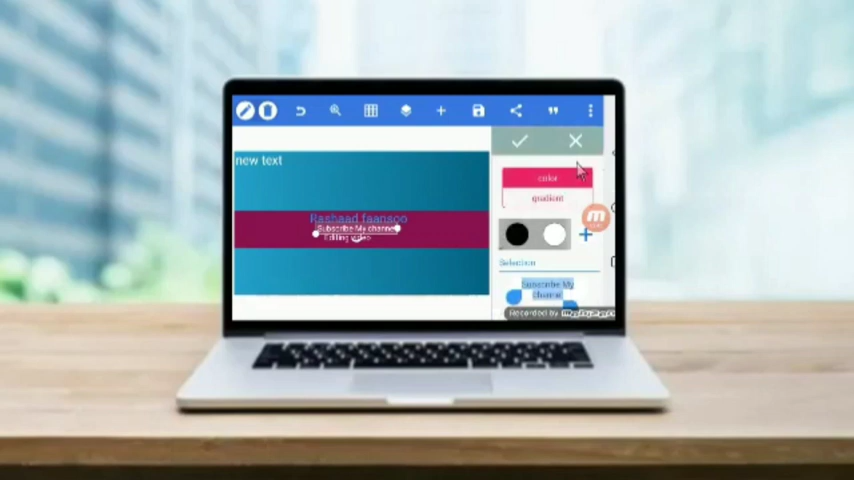 new text
Rashaad faansoo
Subscribe My channel
Editing video
color
gradient
Selection
Subscribe My
channel
Recorded by